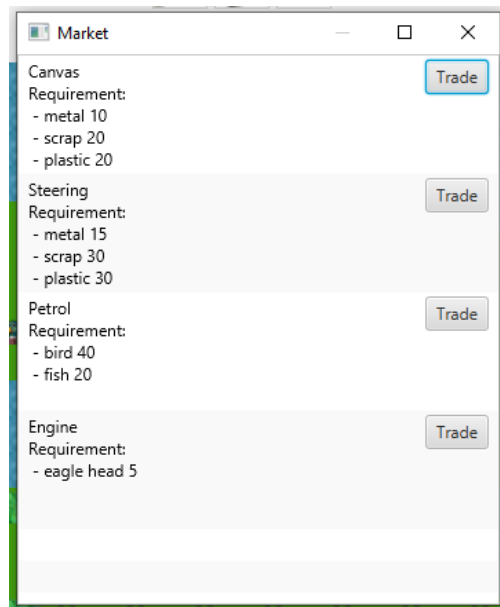 Market
Canvas
Trade
Requirement:
- metal 10
- scrap 20
- plastic 20
Steering
Trade
Requirement:
- metal 15
- scrap 30
- plastic 30
Petrol
Trade
Requirement:
- bird 40
- fish 20
Engine
Trade
Requirement:
- eagle head 5